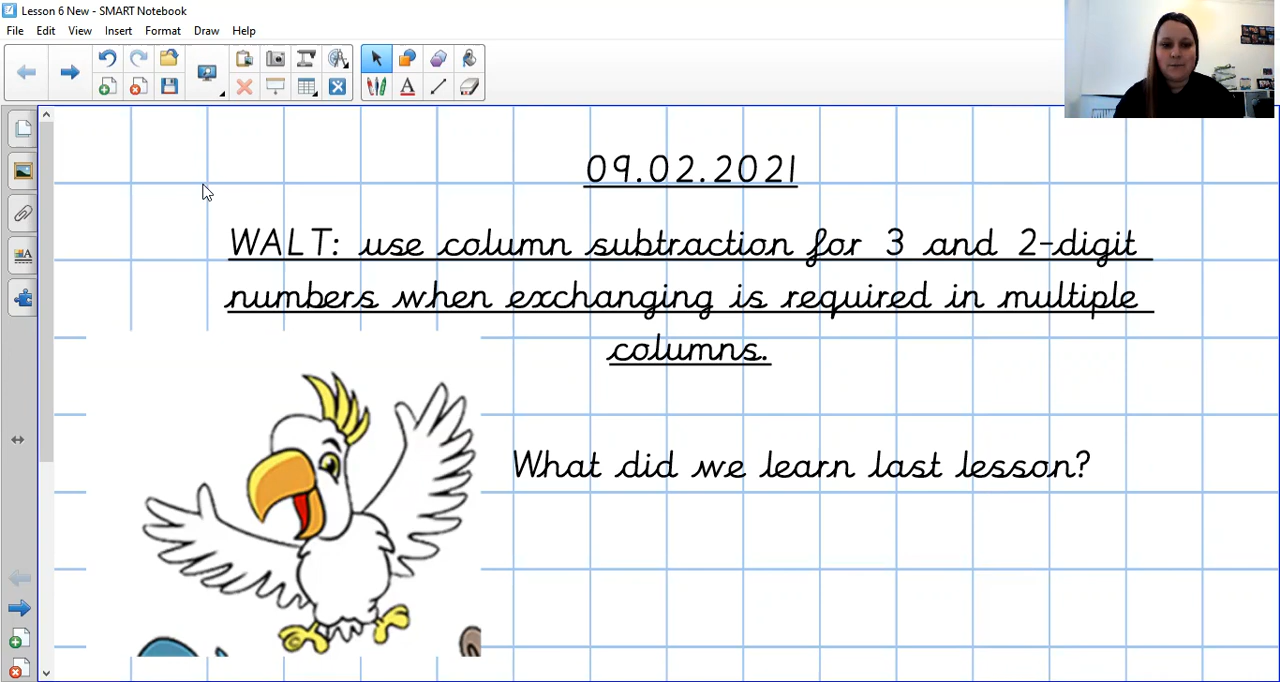 Lesson 6 New - SMART Notebook
File Edit View Insert Format Draw Help
09.02.2021
WALT: use column subtraction for 3 and 2-digit
numbers when exchanging is required in multiple
columns.
What did we learn last lesson?